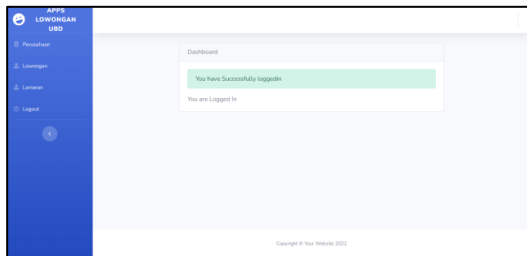 APPS
LOWONGAN
UBD
Perusahaan
Lowongan
Lamaran
Logout
Dashboard
You have Successfully loggedin
You are Logged In
Copyright © Your Website 2022